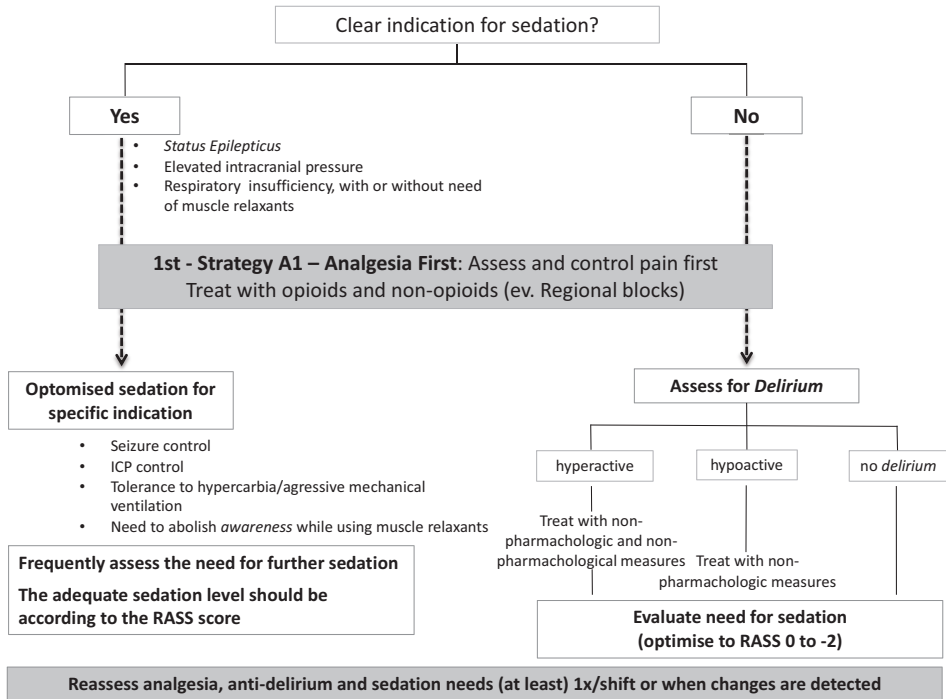 Clear indication for sedation?
Yes
No
• Status Epilepticus
• Elevated intracranial pressure
• Respiratory insufficiency, with or without need
of muscle relaxants
1st - Strategy A1 – Analgesia First: Assess and control pain first
Treat with opioids and non-opioids (ev. Regional blocks)
Optomised sedation for
specific indication
• Seizure control
• ICP control
• Tolerance to hypercarbia/agressive mechanical
ventilation
• Need to abolish awareness while using muscle relaxants
Frequently assess the need for further sedation
The adequate sedation level should be
according to the RASS score
Assess for Delirium
hyperactive
hypoactive
no delirium
Treat with non-
pharmachologic and non-
pharmachological measures
Treat with non-
pharmachologic measures
Evaluate need for sedation
(optimise to RASS 0 to -2)
Reassess analgesia, anti-delirium and sedation needs (at least) 1x/shift or when changes are detected